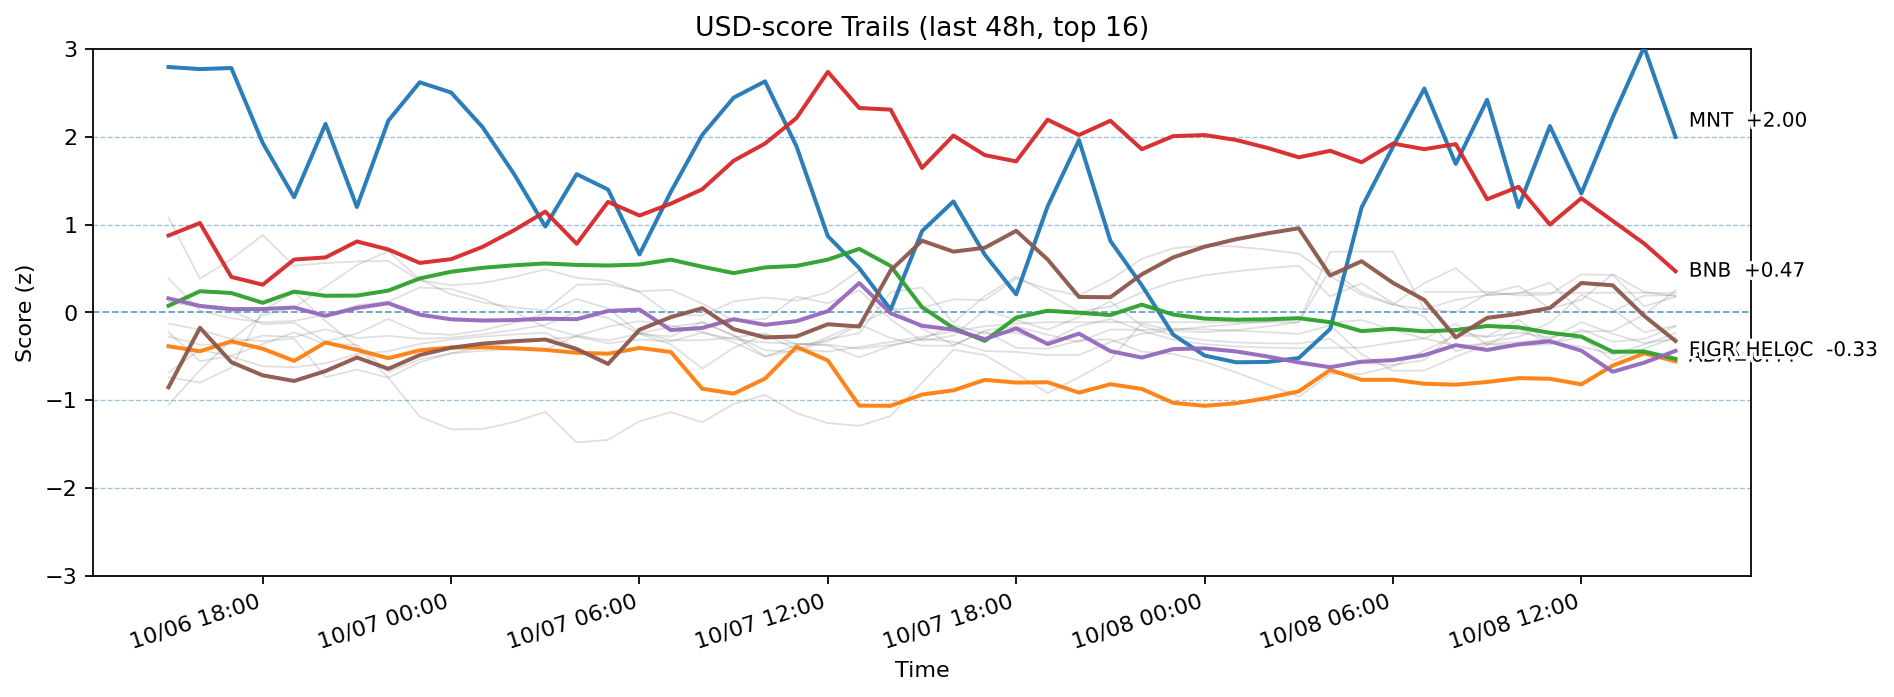 USD-score Trails (last 48h, top 16)
Score (z)
3
2
1
0
−1
−2
−3
MNT +2.00
BNB +0.47
FIGR_HELOC -0.33
10/06 18:00
10/07 00:00
10/07 06:00
10/07 12:00
10/07 18:00
10/08 00:00
10/08 06:00
10/08 12:00
Time